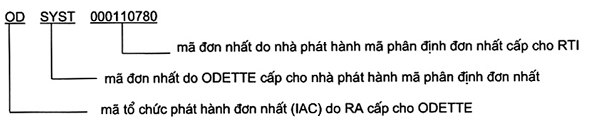 OD SYST 000110780
mã đơn nhất do nhà phát hành mã phân định đơn nhất cấp cho RTI
mã đơn nhất do ODETTE cấp cho nhà phát hành mã phân định đơn nhất
mã tổ chức phát hành đơn nhất (IAC) do RA cấp cho ODETTE